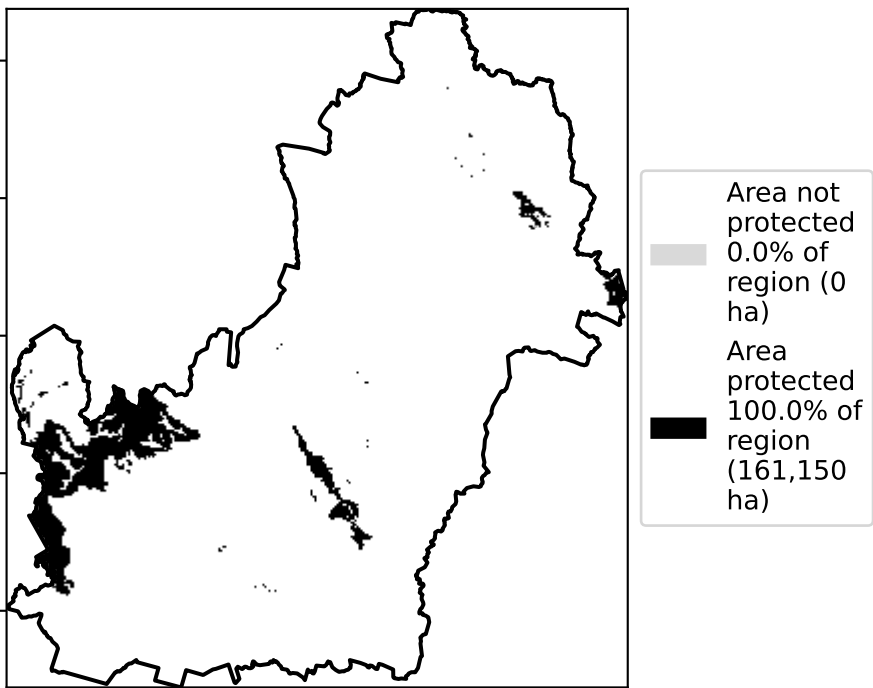 Area not
protected
0.0% of
region (0
ha)
Area
protected
100.0% of
region
(161,150
ha)